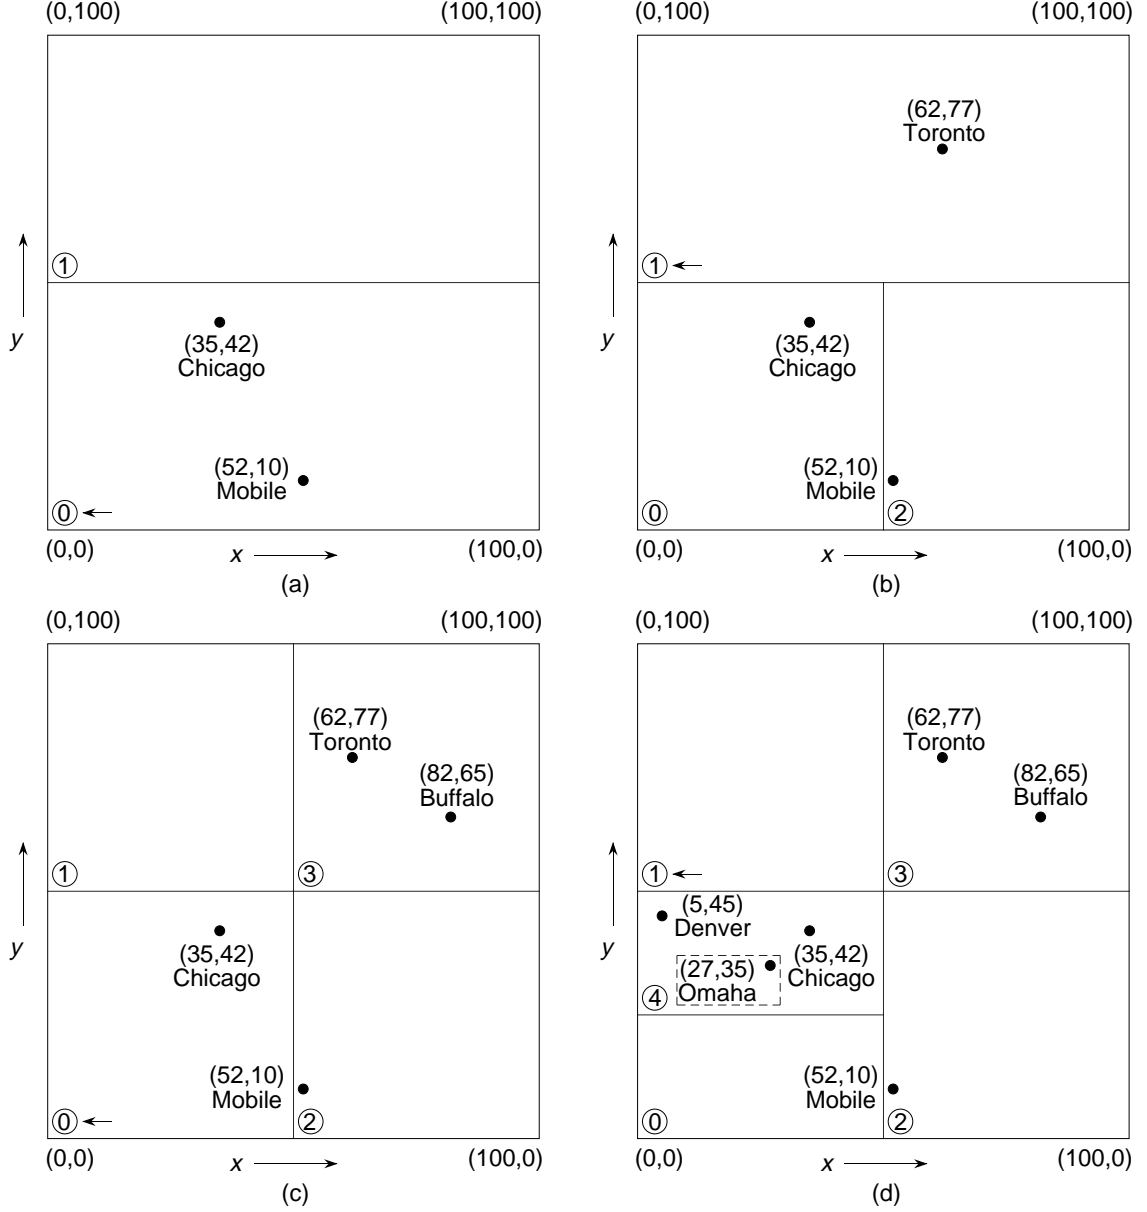 (0,100) (100,100)
1
(35,42)
Chicago
y
(52,10)
Mobile
0
(0,0) x (100,0)
(a)
(0,100) (100,100)
(62,77)
Toronto
1
(35,42)
Chicago
y
(52,10)
Mobile
0 2
(0,0) x (100,0)
(b)
(0,100) (100,100)
(62,77)
Toronto
(82,65)
Buffalo
1 3
y
(35,42)
Chicago
(52,10)
Mobile
0 2
(0,0) x (100,0)
(c)
(0,100) (100,100)
(62,77)
Toronto
(82,65)
Buffalo
1 3
(5,45)
Denver
y
(35,42)
Chicago
(27,35)
Omaha
4
(52,10)
Mobile
0 2
(0,0) x (100,0)
(d)